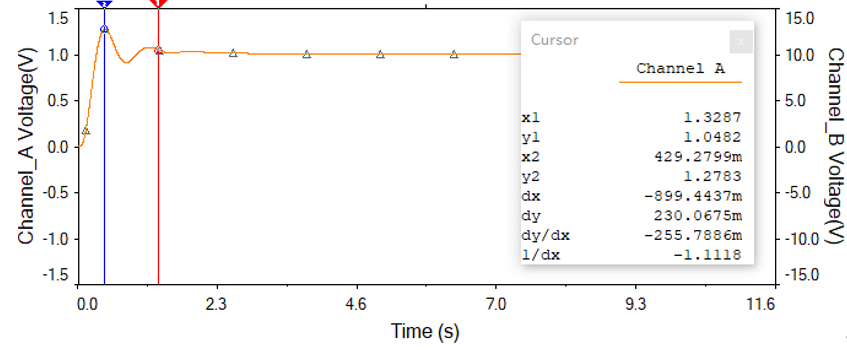 1.5
1.0
0.5
0.0
-0.5
-1.0
-1.5
Channel_A Voltage(V)
15.0
10.0
5.0
0.0
-5.0
-10.0
-15.0
Channel_B Voltage(V)
0.0 2.3 4.6 7.0 9.3 11.6
Time (s)
Cursor x
Channel A
x1 1.3287
y1 1.0482
x2 429.2799m
y2 1.2783
dx -899.4437m
dy 230.0675m
dy/dx -255.7886m
1/dx -1.1118